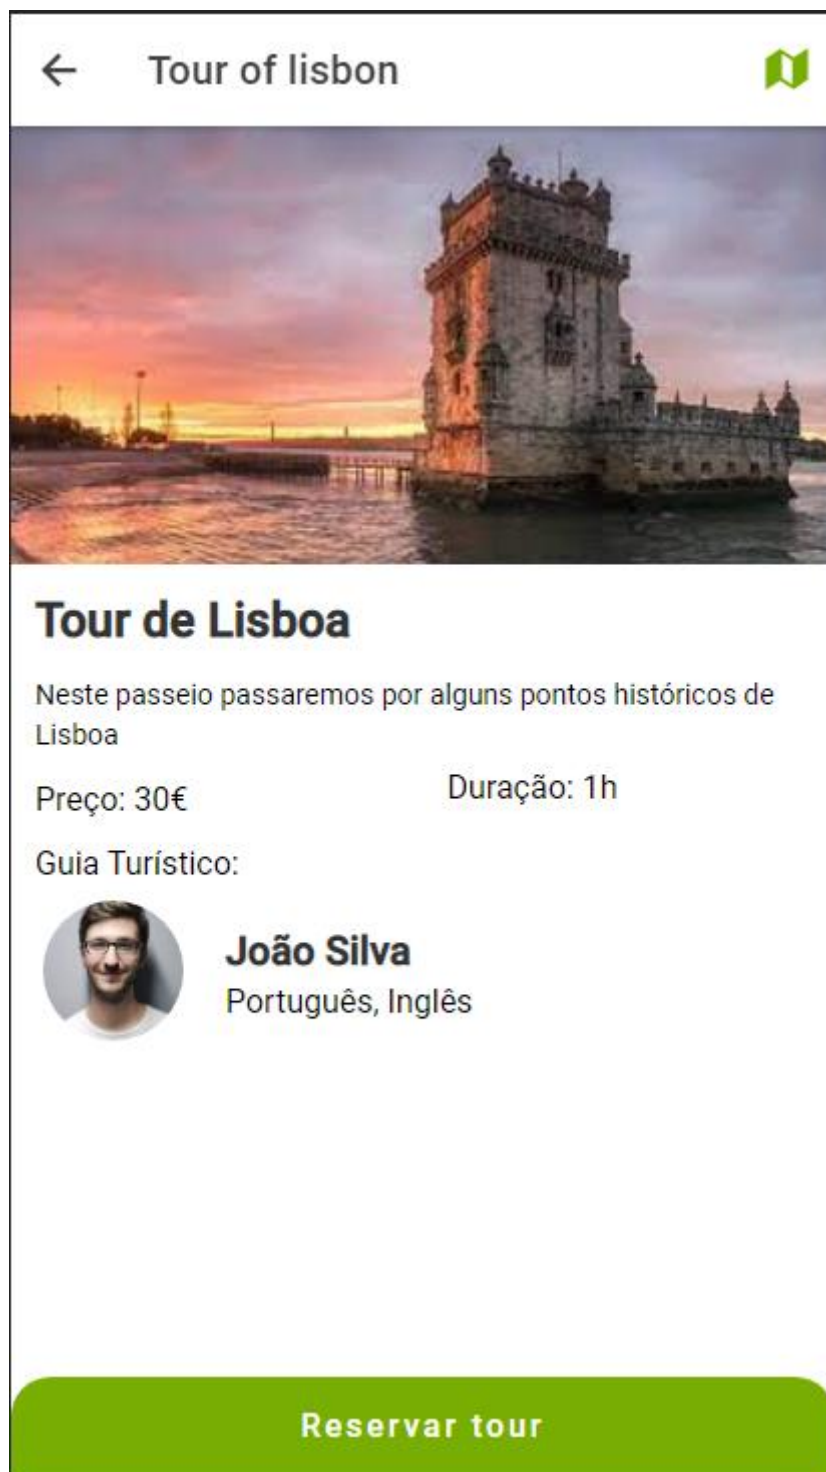 Tour of lisbon
Tour de Lisboa
Neste passeio passaremos por alguns pontos históricos de
Lisboa
Preço: 30€
Duração: 1h
Guia Turístico:
João Silva
Português, Inglês
Reservar tour